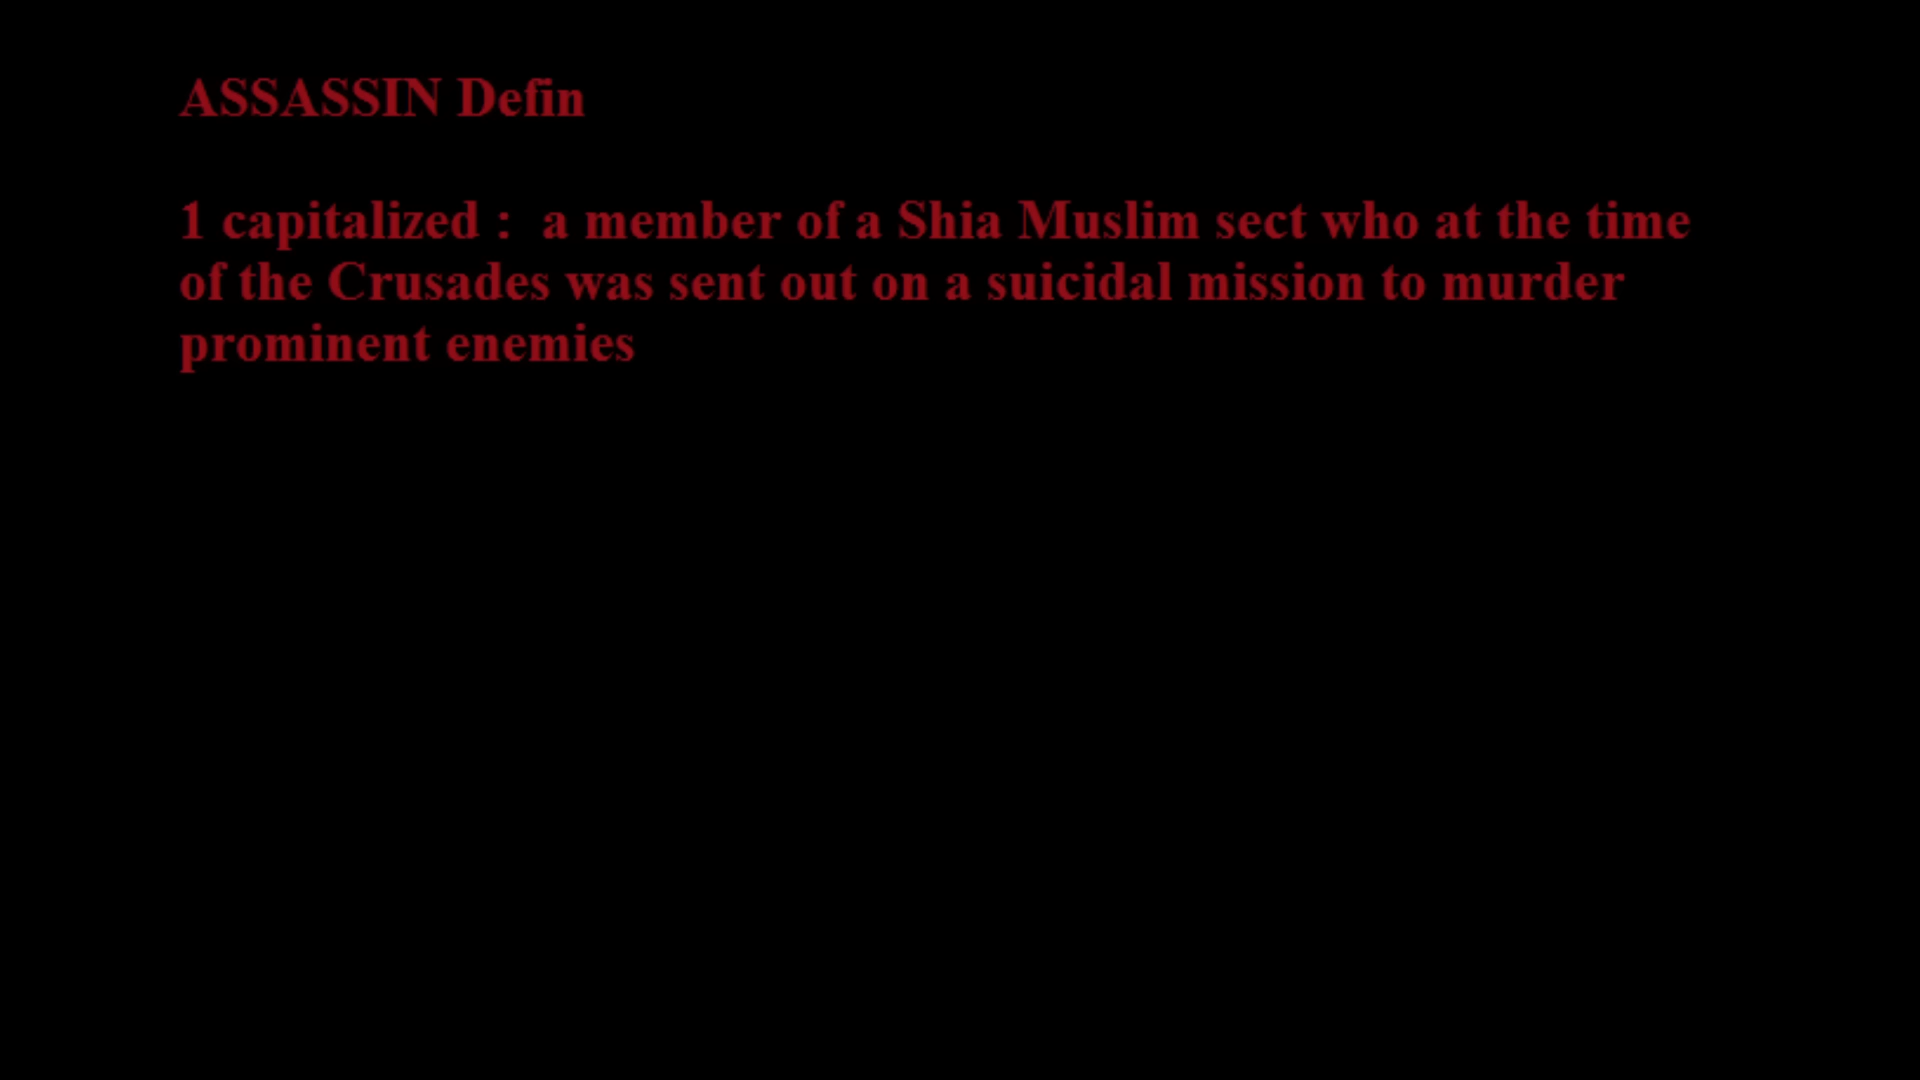 ASSASSIN Defin
1 capitalized :  a member of a Shia Muslim sect who at the time
of the Crusades was sent out on a suicidal mission to murder
prominent enemies